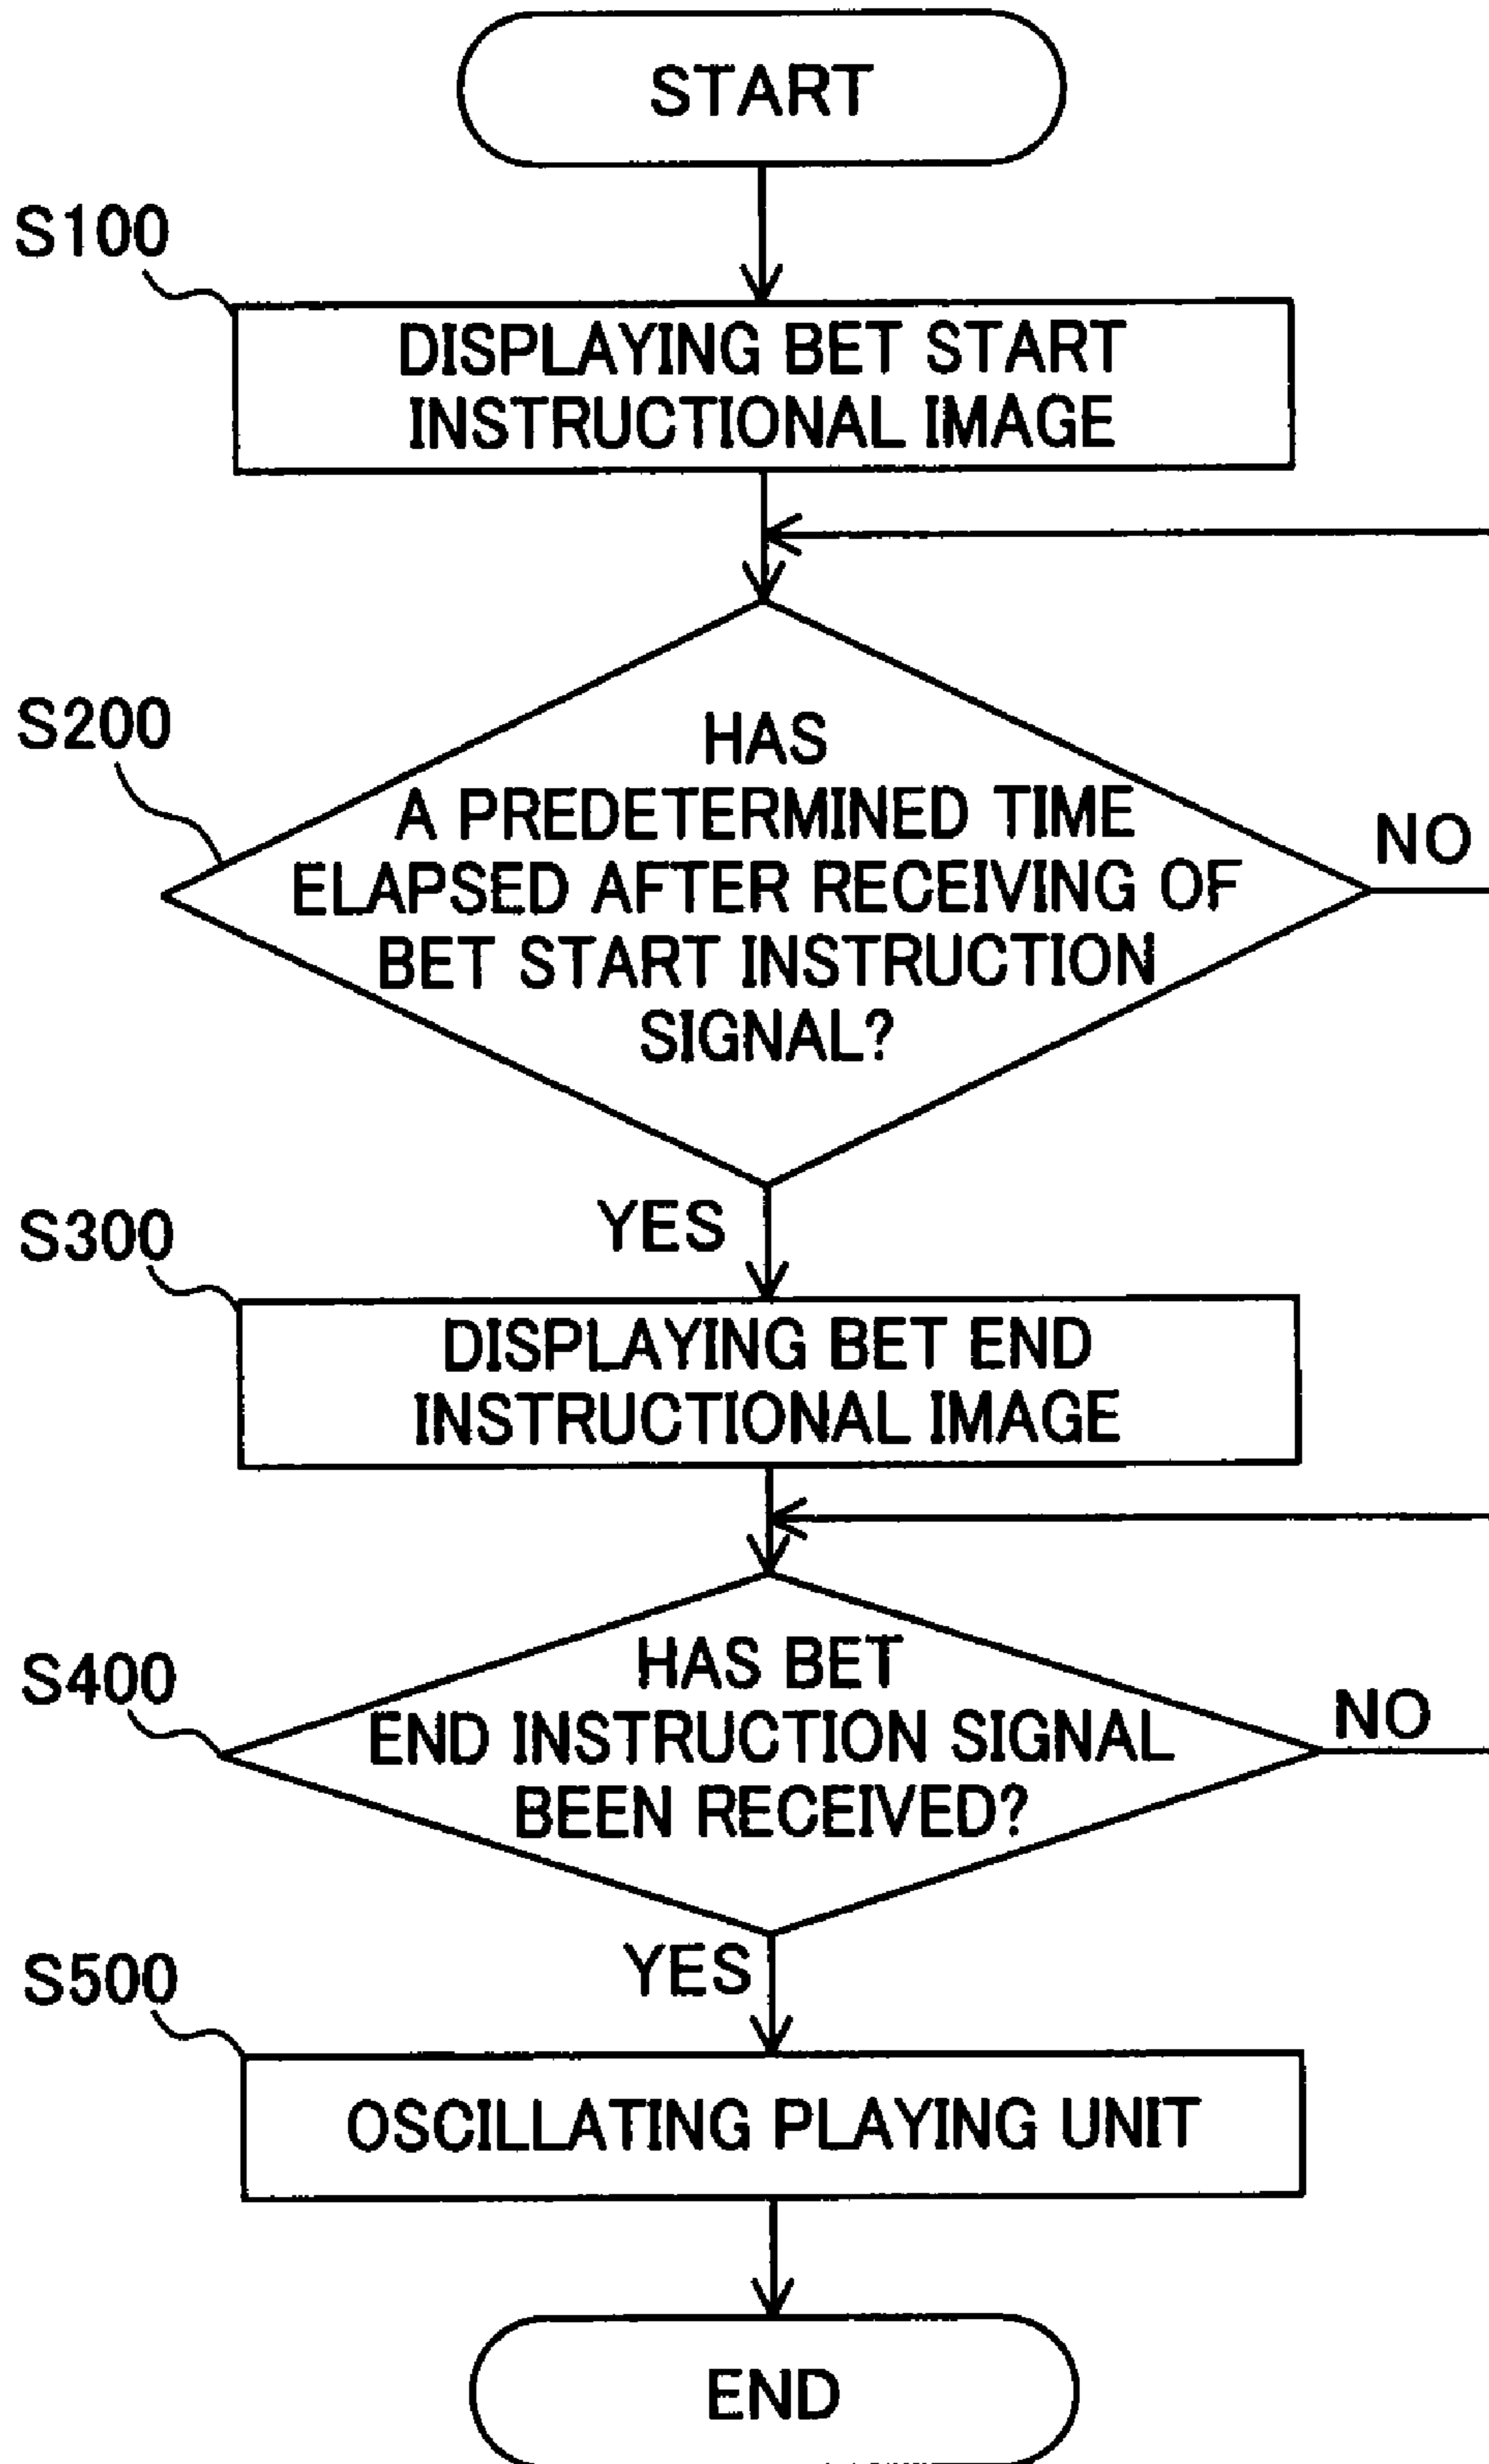 START
S100
DISPLAYING BET START
INSTRUCTIONAL IMAGE
S200
HAS
A PREDETERMINED TIME
ELAPSED AFTER RECEIVING OF
BET START INSTRUCTION
SIGNAL?
NO
YES
S300
DISPLAYING BET END
INSTRUCTIONAL IMAGE
S400
HAS BET
END INSTRUCTION SIGNAL
BEEN RECEIVED?
NO
YES
S500
OSCILLATING PLAYING UNIT
END